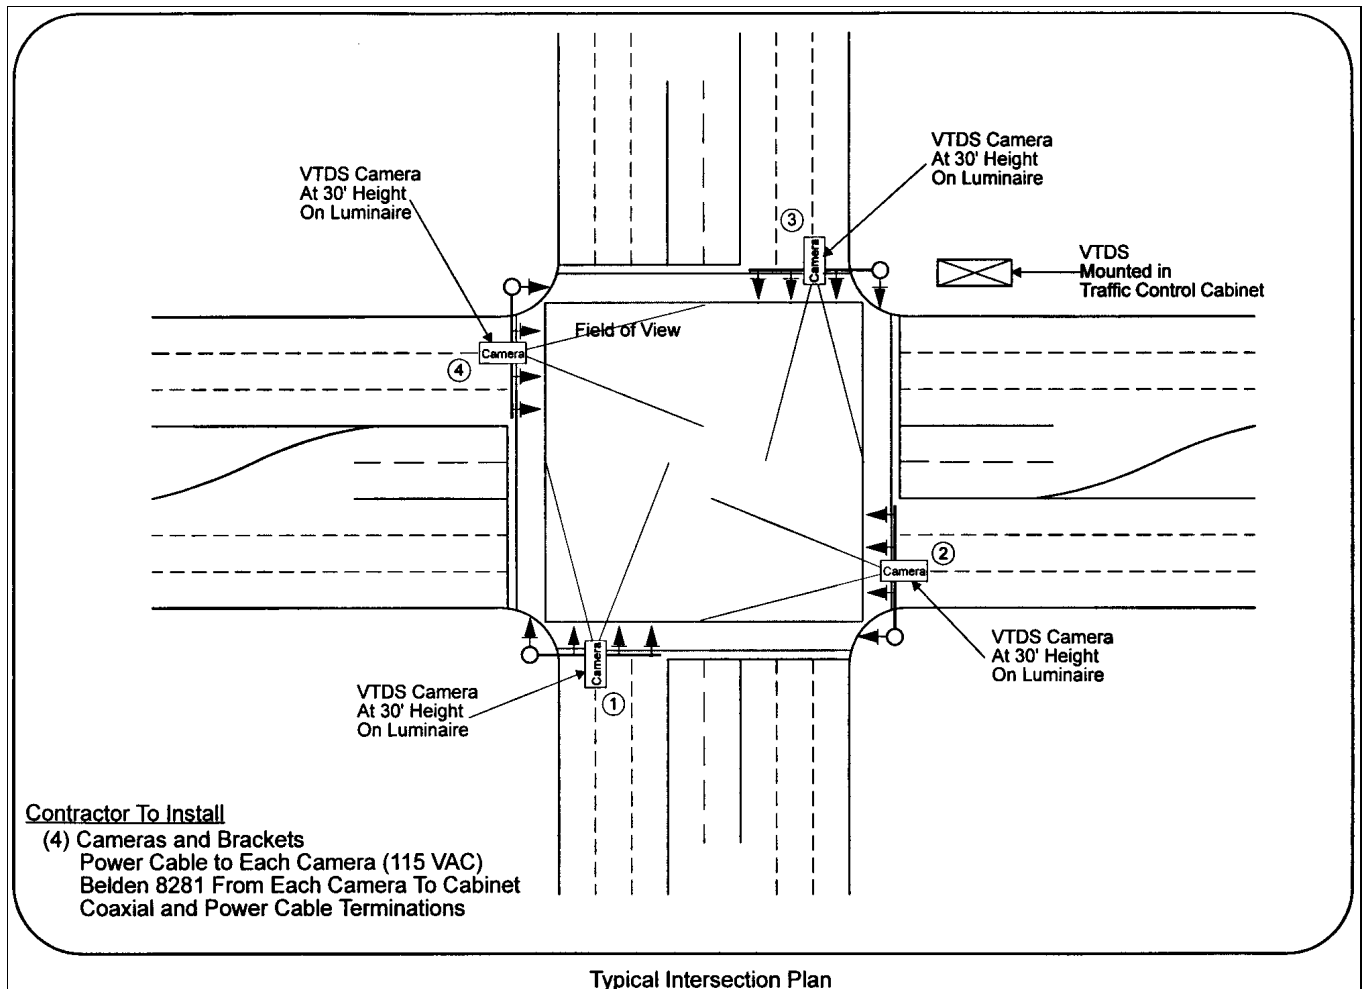 VTDS Camera
At 30' Height
On Luminaire
VTDS Camera
At 30' Height
On Luminaire
3
VTDS
Mounted in
Traffic Control Cabinet
Camera
Field of View
Camera
4
2
Camera
VTDS Camera
At 30' Height
On Luminaire
Camera
1
VTDS Camera
At 30' Height
On Luminaire
Contractor To Install
(4) Cameras and Brackets
Power Cable to Each Camera (115 VAC)
Belden 8281 From Each Camera To Cabinet
Coaxial and Power Cable Terminations
Typical Intersection Plan